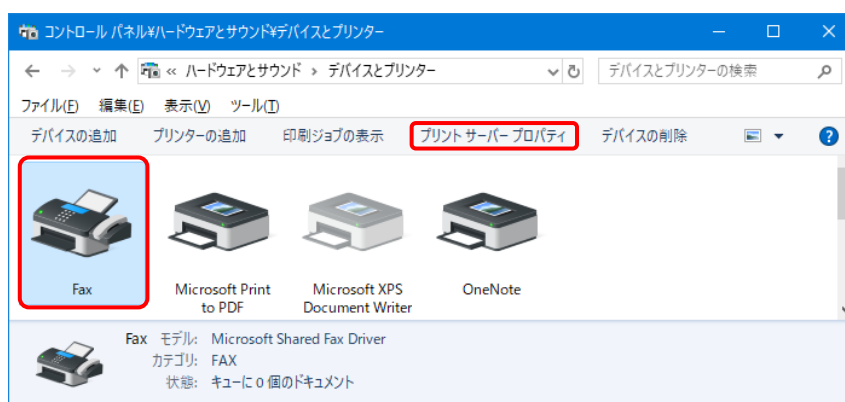 コントロール パネル¥ハードウェアとサウンド¥デバイスとプリンター
« ハードウェアとサウンド › デバイスとプリンター デバイスとプリンターの検索
ファイル(F) 編集(E) 表示(V) ツール(T)
デバイスの追加 プリンターの追加 印刷ジョブの表示 プリント サーバー プロパティ デバイスの削除
Fax Microsoft Print Microsoft XPS OneNote
to PDF Document Writer
Fax モデル: Microsoft Shared Fax Driver
カテゴリ: FAX
状態: キューに 0 個のドキュメント